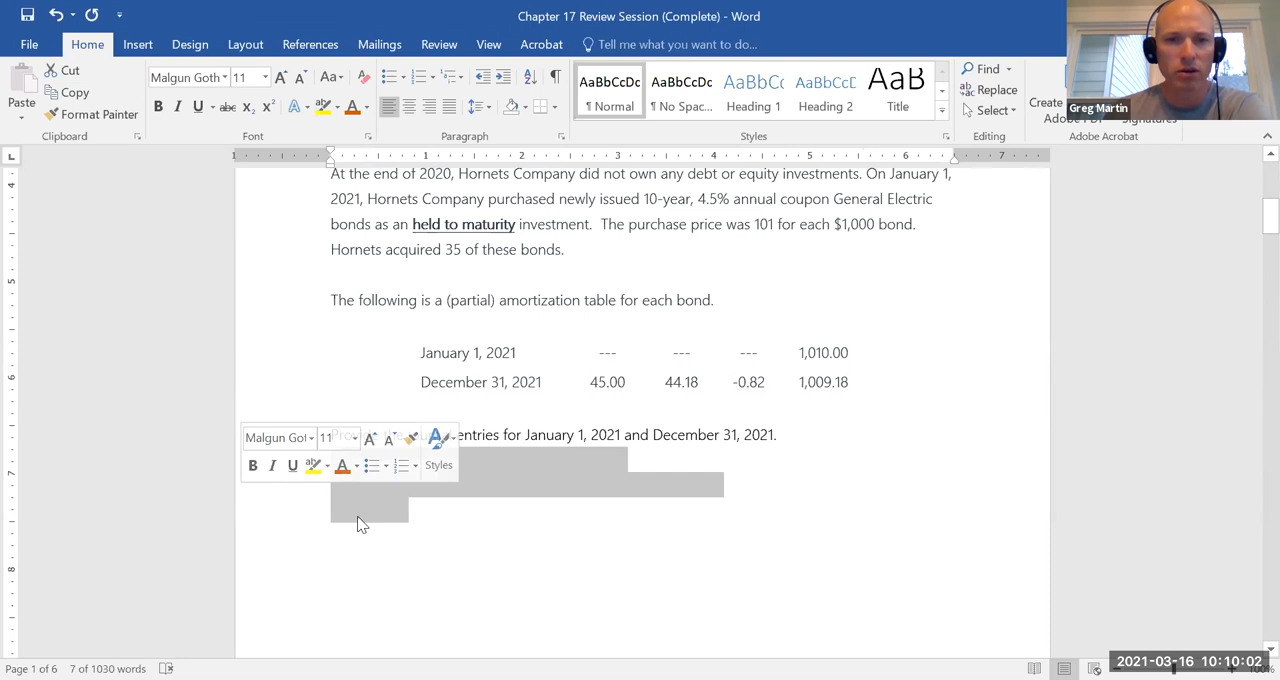 Chapter 17 Review Session (Complete) - Word
File Home Insert Design Layout References Mailings Review View Acrobat Tell me what you want to do...
Greg Martin
Paste
Cut
Copy
Format Painter
Clipboard
Malgun Goth 11
Font
Paragraph
AaBbCcDc AaBbCcDc AaBbCc AaBbCcD AaB
¶ Normal ¶ No Spac... Heading 1 Heading 2 Title
Styles
Find
Replace
Select
Editing
Create
Adobe PDF
Signatures
Adobe Acrobat
At the end of 2020, Hornets Company did not own any debt or equity investments. On January 1,
2021, Hornets Company purchased newly issued 10-year, 4.5% annual coupon General Electric
bonds as an held to maturity investment. The purchase price was 101 for each $1,000 bond.
Hornets acquired 35 of these bonds.
The following is a (partial) amortization table for each bond.
January 1, 2021 --- --- --- 1,010.00
December 31, 2021 45.00 44.18 -0.82 1,009.18
entries for January 1, 2021 and December 31, 2021.
Malgun Got 11
Styles
Page 1 of 6 7 of 1030 words
2021-03-16 10:10:02
100%